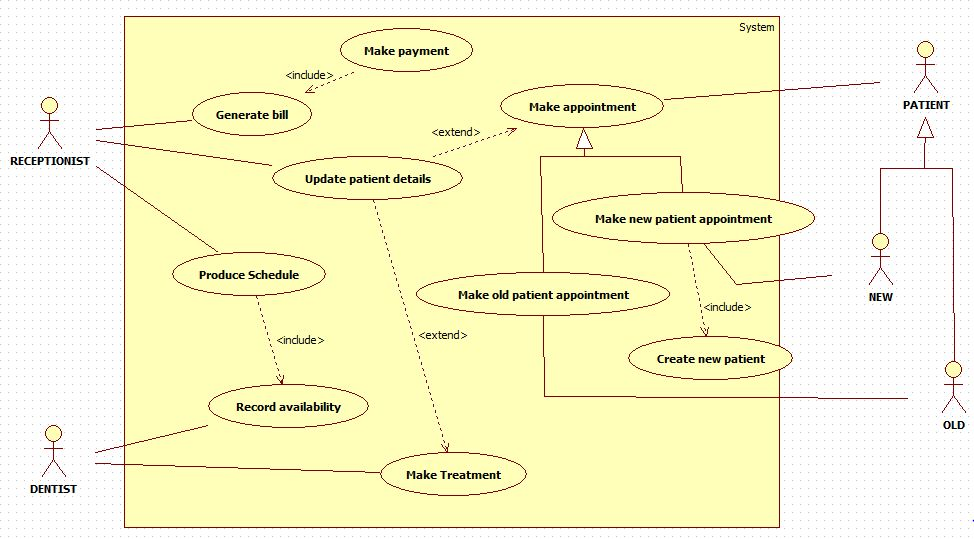 System
Make payment
<include>
Generate bill
Make appointment
PATIENT
<extend>
RECEPTIONIST
Update patient details
Make new patient appointment
Produce Schedule
Make old patient appointment
NEW
<include>
<extend>
<include>
Create new patient
Record availability
OLD
Make Treatment
DENTIST